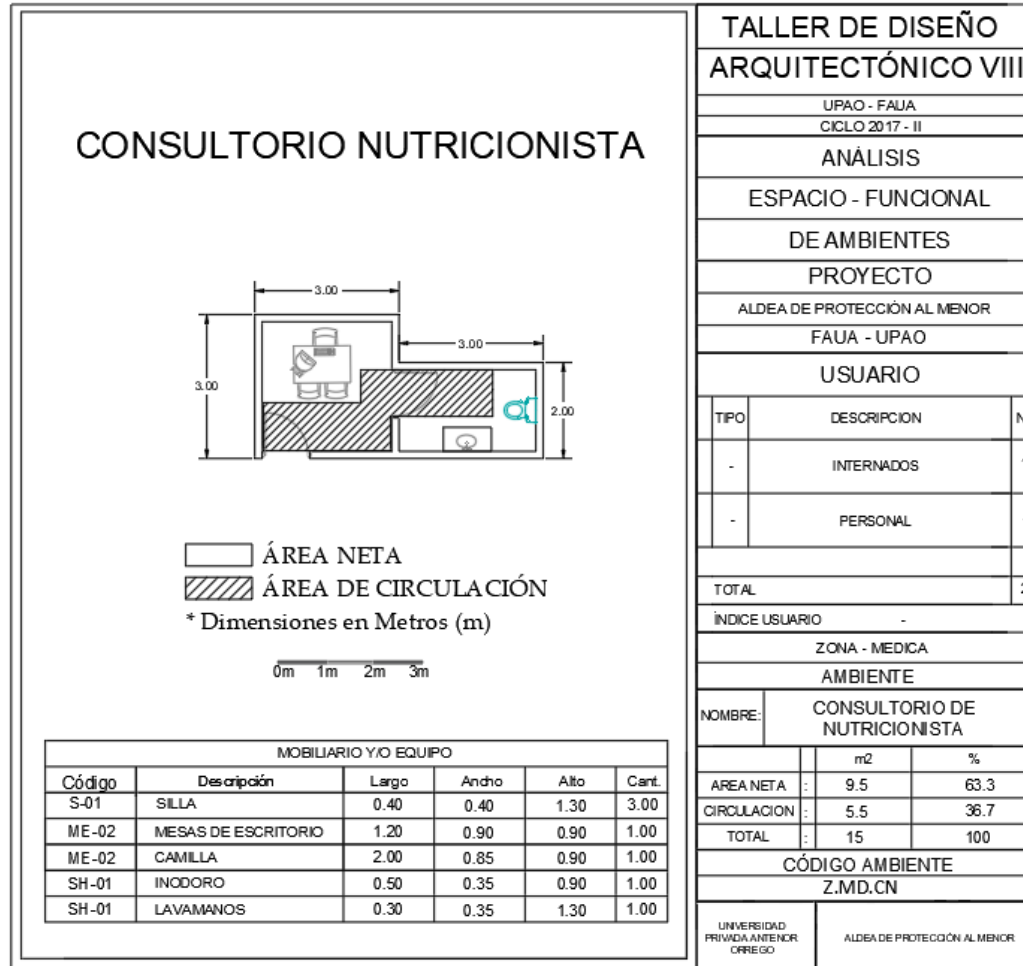 CONSULTORIO NUTRICIONISTA
3.00
3.00
3.00
2.00
ÁREA NETA
ÁREA DE CIRCULACIÓN
* Dimensiones en Metros (m)
0m 1m 2m 3m
MOBILIARIO Y/O EQUIPO
Código Descripción Largo Ancho Alto Cant.
S-01 SILLA 0.40 0.40 1.30 3.00
ME-02 MESAS DE ESCRITORIO 1.20 0.90 0.90 1.00
ME-02 CAMILLA 2.00 0.85 0.90 1.00
SH-01 INODORO 0.50 0.35 0.90 1.00
SH-01 LAVAMANOS 0.30 0.35 1.30 1.00
TALLER DE DISEÑO
ARQUITECTÓNICO VIII
UPAO - FAUA
CICLO 2017 - II
ANÁLISIS
ESPACIO - FUNCIONAL
DE AMBIENTES
PROYECTO
ALDEA DE PROTECCIÓN AL MENOR
FAUA - UPAO
USUARIO
TIPO DESCRIPCION
- INTERNADOS
- PERSONAL
TOTAL
ÍNDICE USUARIO -
ZONA - MEDICA
AMBIENTE
NOMBRE: CONSULTORIO DE
NUTRICIONISTA
m2 %
AREA NETA : 9.5 63.3
CIRCULACION : 5.5 36.7
TOTAL : 15 100
CÓDIGO AMBIENTE
Z.MD.CN
UNIVERSIDAD
PRIVADA ANTENOR
ORREGO
ALDEA DE PROTECCIÓN AL MENOR